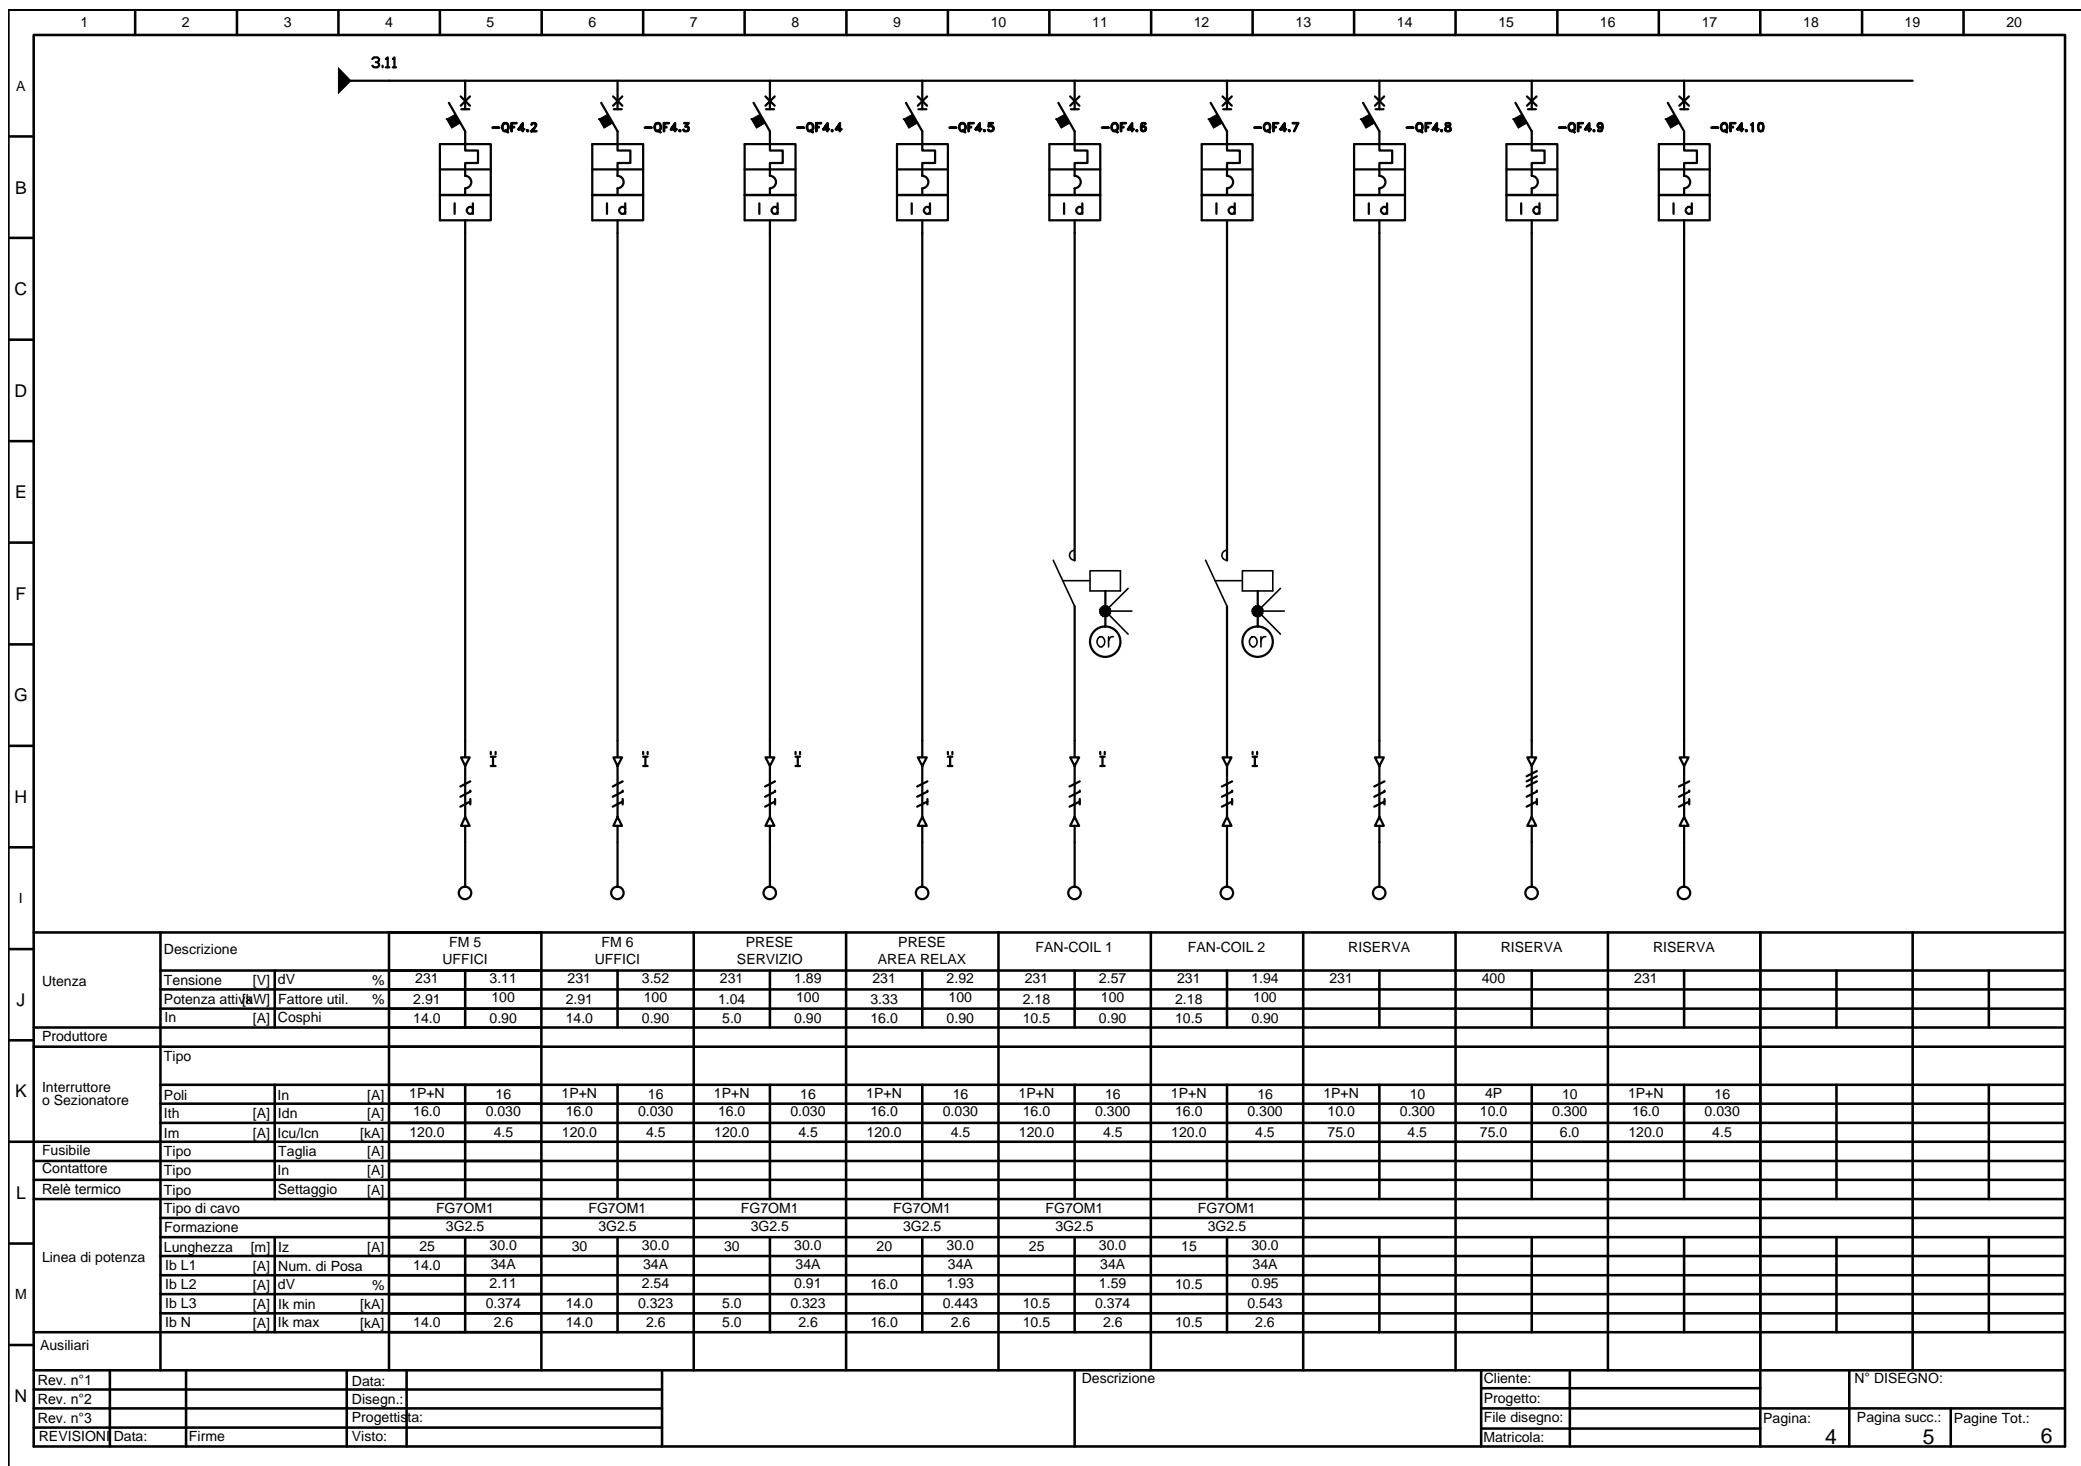 1 2 3 4 5 6 7 8 9 10 11 12 13 14 15 16 17 18 19 20
A
B
C
D
E
F
G
H
I
J
K
L
M
N
3.11
-QF4.2 -QF4.3 -QF4.4 -QF4.5 -QF4.6 -QF4.7 -QF4.8 -QF4.9 -QF4.10
I d I d I d I d I d I d I d I d I d
or or
Utenza
Descrizione FM 5 FM 6 PRESE PRESE FAN-COIL 1 FAN-COIL 2 RISERVA RISERVA RISERVA
UFFICI UFFICI SERVIZIO AREA RELAX
Tensione [V] dV % 231 3.11 231 3.52 231 1.89 231 2.92 231 2.57 231 1.94 231 400 231
Potenza attiva [kW] Fattore util. % 2.91 100 2.91 100 1.04 100 3.33 100 2.18 100 2.18 100
In [A] Cosphi 14.0 0.90 14.0 0.90 5.0 0.90 16.0 0.90 10.5 0.90 10.5 0.90
Produttore
Interruttore
o Sezionatore
Tipo
Poli In [A] 1P+N 16 1P+N 16 1P+N 16 1P+N 16 1P+N 16 1P+N 16 1P+N 10 4P 10 1P+N 16
Ith [A] Idn [A] 16.0 0.030 16.0 0.030 16.0 0.030 16.0 0.030 16.0 0.300 16.0 0.300 10.0 0.300 10.0 0.300 16.0 0.030
Im [A] Icu/Icn [kA] 120.0 4.5 120.0 4.5 120.0 4.5 120.0 4.5 120.0 4.5 120.0 4.5 75.0 4.5 75.0 6.0 120.0 4.5
Fusibile Tipo Taglia [A]
Contattore Tipo In [A]
Relè termico Tipo Settaggio [A]
Linea di potenza
Tipo di cavo FG7OM1 FG7OM1 FG7OM1 FG7OM1 FG7OM1 FG7OM1
Formazione 3G2.5 3G2.5 3G2.5 3G2.5 3G2.5 3G2.5
Lunghezza [m] Iz [A] 25 30.0 30 30.0 30 30.0 20 30.0 25 30.0 15 30.0
Ib L1 [A] Num. di Posa 14.0 34A 34A 34A 34A 34A 34A
Ib L2 [A] dV % 2.11 2.54 0.91 16.0 1.93 1.59 10.5 0.95
Ib L3 [A] Ik min [kA] 0.374 14.0 0.323 5.0 0.323 0.443 10.5 0.374 0.543
Ib N [A] Ik max [kA] 14.0 2.6 14.0 2.6 5.0 2.6 16.0 2.6 10.5 2.6 10.5 2.6
Ausiliari
Rev. n°1 Data: Descrizione Cliente: N° DISEGNO:
Rev. n°2 Disegn.: Progetto:
Rev. n°3 Progettista: File disegno: Pagina: Pagina succ.: Pagine Tot.:
REVISIONI Data: Firme Visto: Matricola: 4 5 6